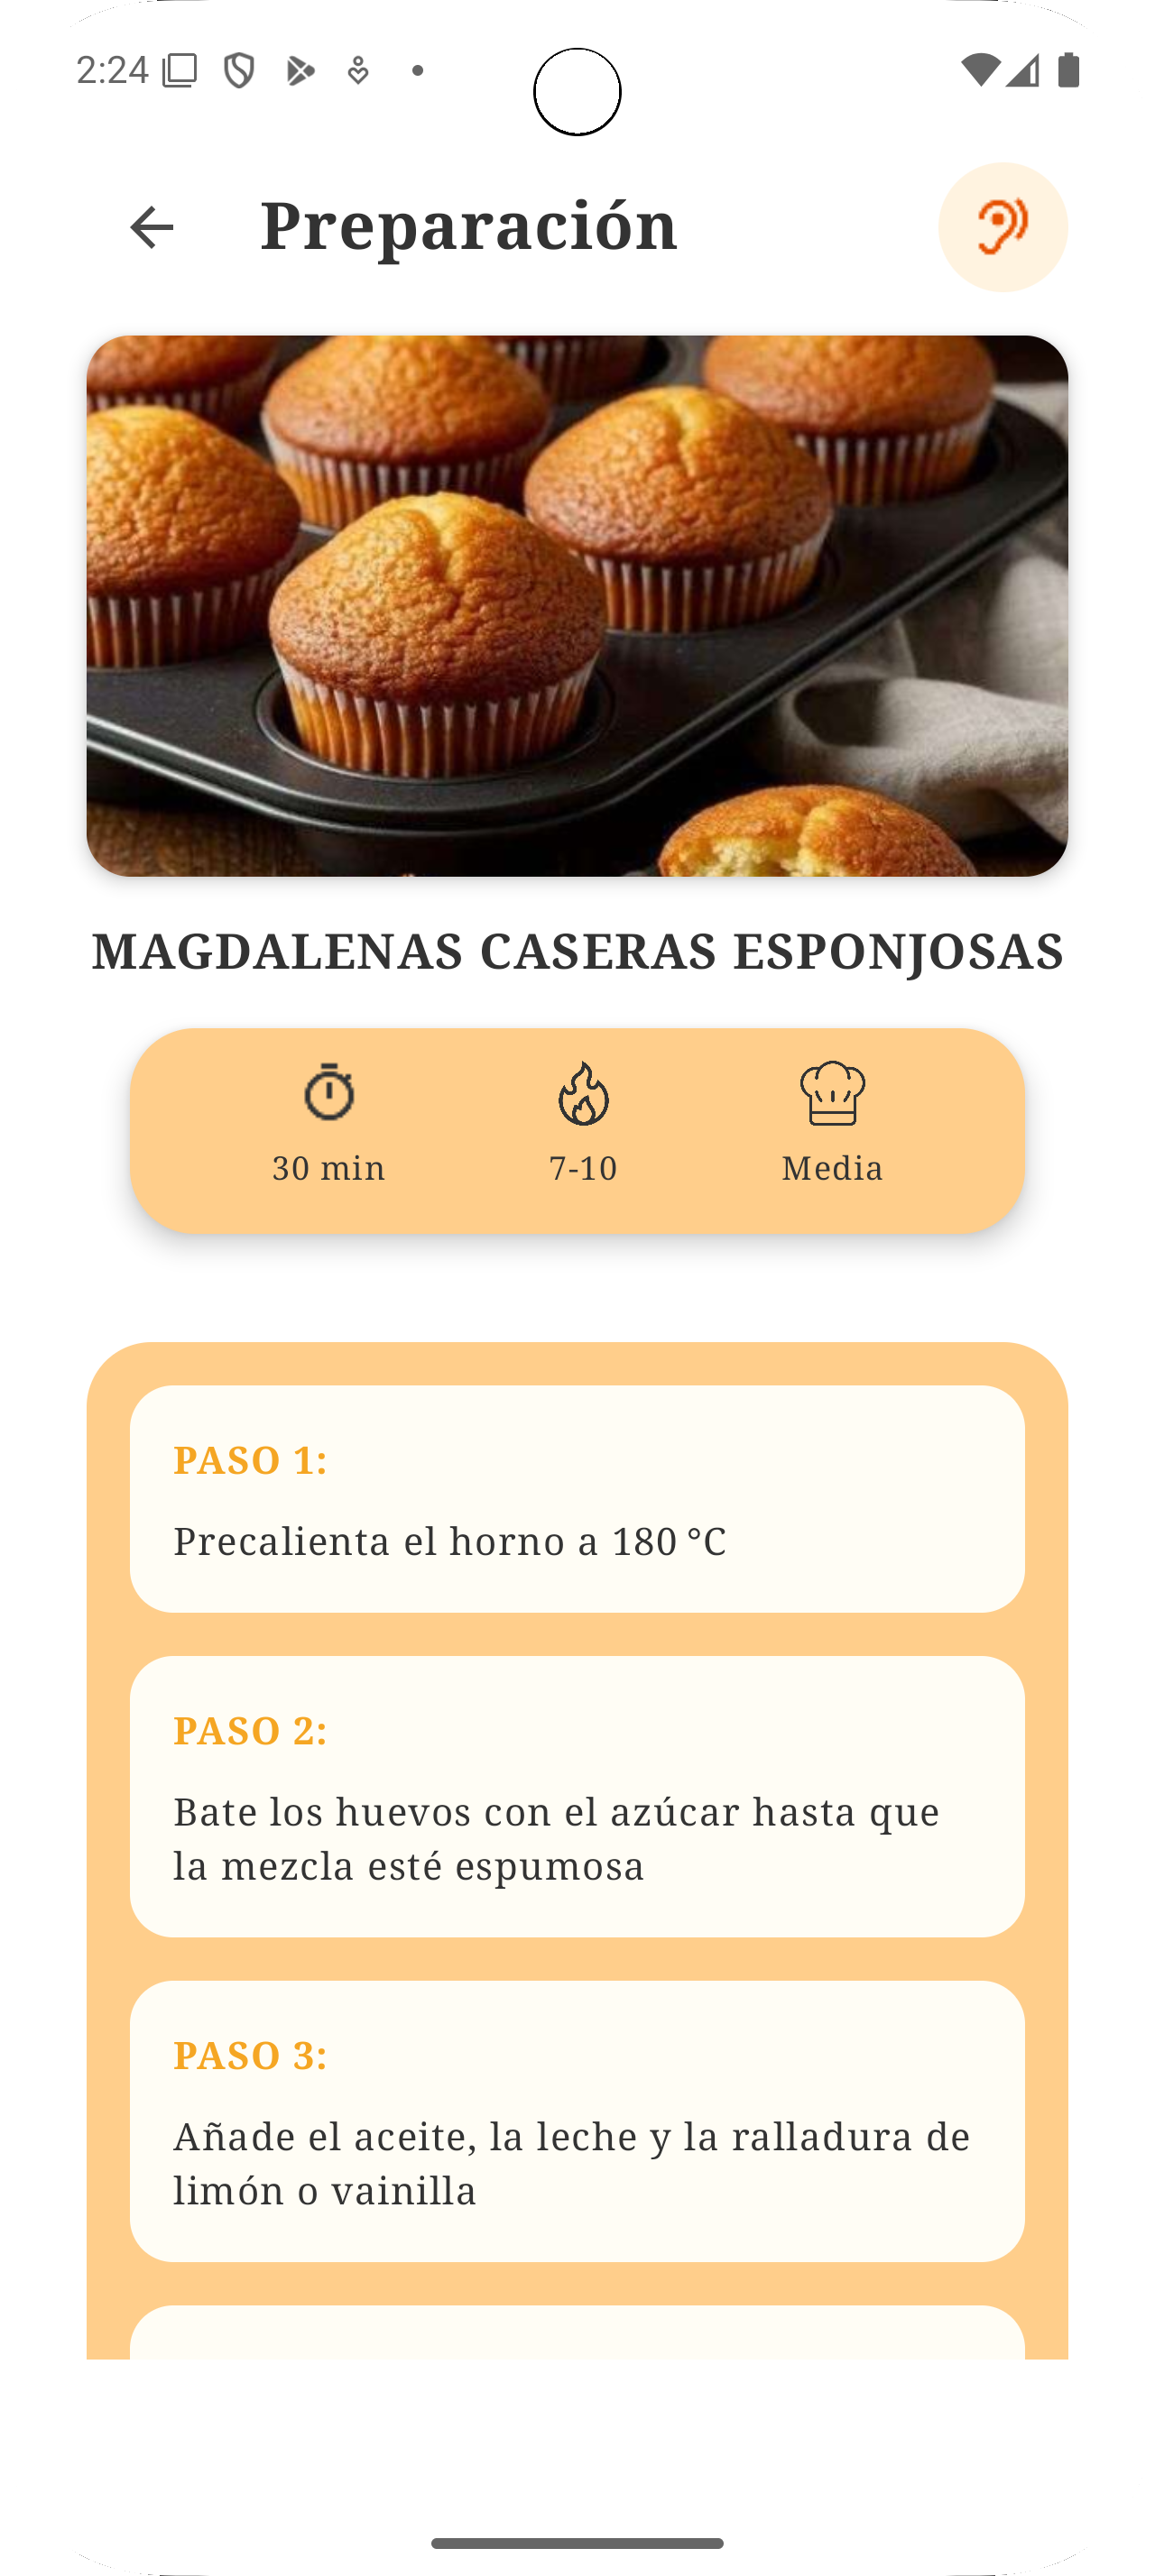 2:24
Preparación
MAGDALENAS CASERAS ESPONJOSAS
30 min
7-10
Media
PASO 1:
Precalienta el horno a 180 °C
PASO 2:
Bate los huevos con el azúcar hasta que
la mezcla esté espumosa
PASO 3:
Añade el aceite, la leche y la ralladura de
limón o vainilla